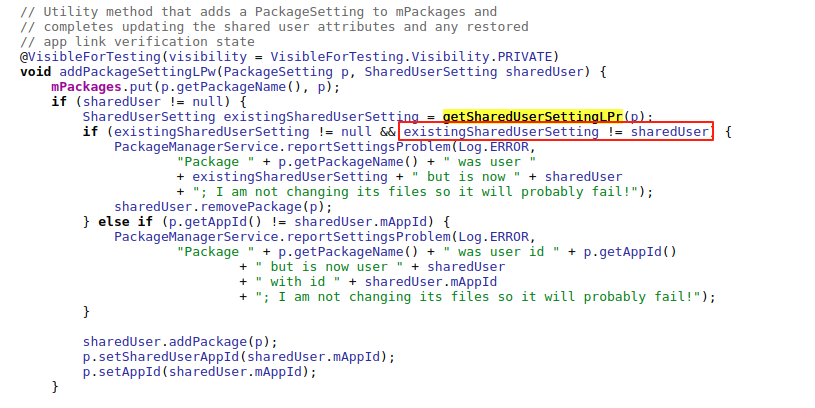 // Utility method that adds a PackageSetting to mPackages and
// completes updating the shared user attributes and any restored
// app link verification state
@VisibleForTesting(visibility = VisibleForTesting.Visibility.PRIVATE)
void addPackageSettingLPw(PackageSetting p, SharedUserSetting sharedUser) {
    mPackages.put(p.getPackageName(), p);
    if (sharedUser != null) {
        SharedUserSetting existingSharedUserSetting = getSharedUserSettingLPr(p);
        if (existingSharedUserSetting != null && existingSharedUserSetting != sharedUser) {
            PackageManagerService.reportSettingsProblem(Log.ERROR,
                    "Package " + p.getPackageName() + " was user "
                    + existingSharedUserSetting + " but is now " + sharedUser
                    + "; I am not changing its files so it will probably fail!");
            sharedUser.removePackage(p);
        } else if (p.getAppId() != sharedUser.mAppId) {
            PackageManagerService.reportSettingsProblem(Log.ERROR,
                    "Package " + p.getPackageName() + " was user id " + p.getAppId()
                            + " but is now user " + sharedUser
                            + " with id " + sharedUser.mAppId
                            + "; I am not changing its files so it will probably fail!");
        }

        sharedUser.addPackage(p);
        p.setSharedUserAppId(sharedUser.mAppId);
        p.setAppId(sharedUser.mAppId);
    }